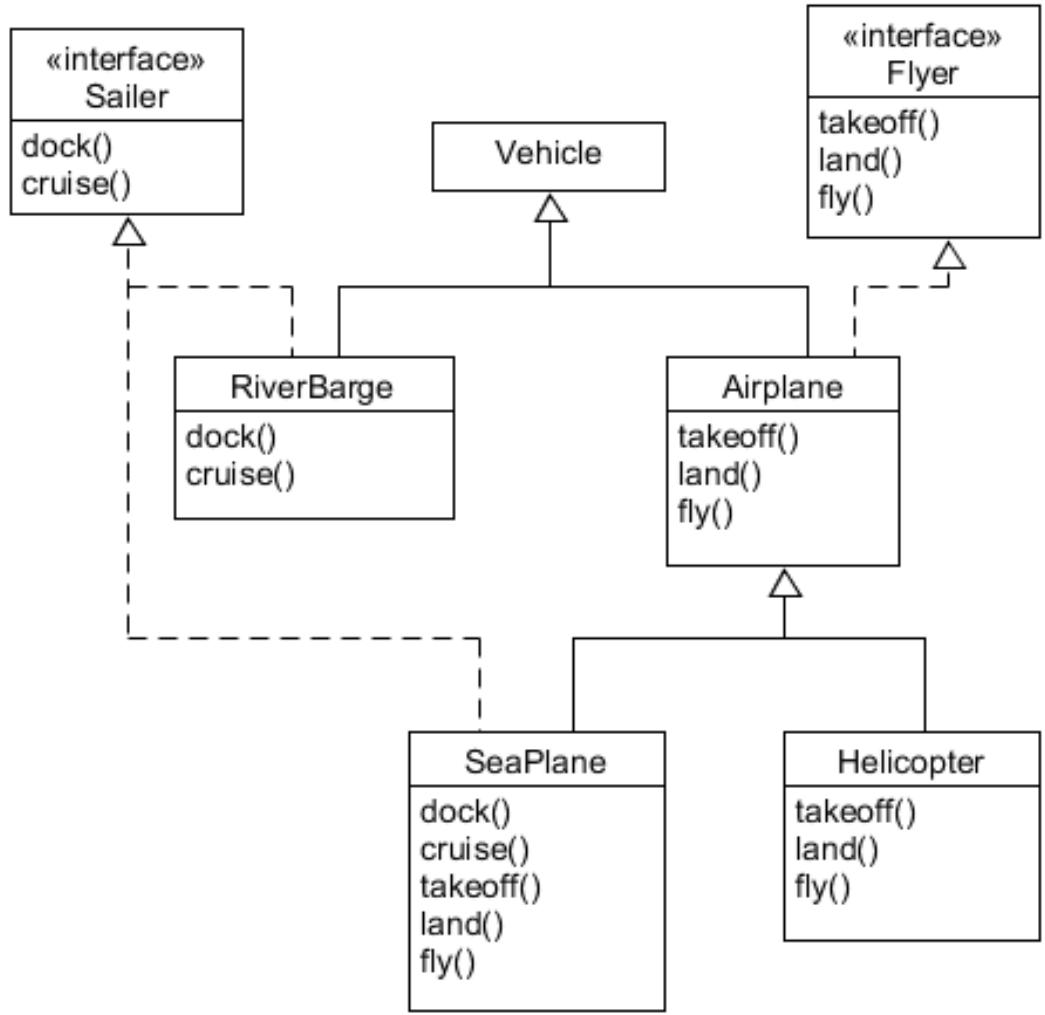 «interface»
Sailer
dock()
cruise()
Vehicle
«interface»
Flyer
takeoff()
land()
fly()
RiverBarge
dock()
cruise()
Airplane
takeoff()
land()
fly()
SeaPlane
dock()
cruise()
takeoff()
land()
fly()
Helicopter
takeoff()
land()
fly()